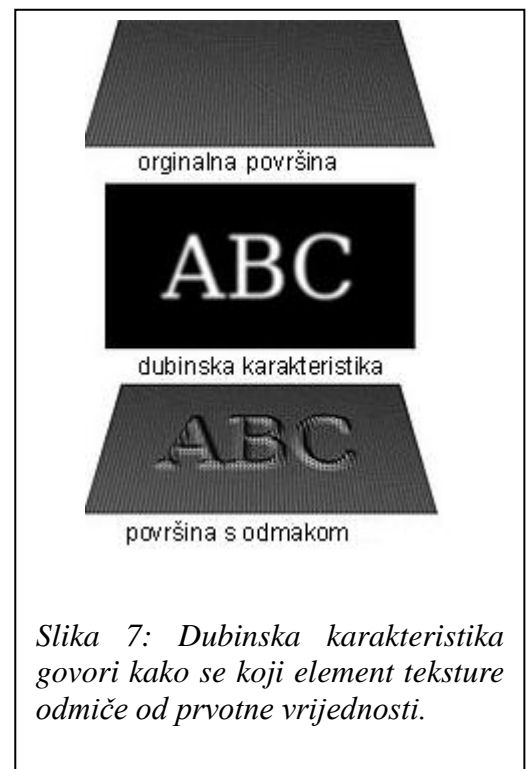 orginalna površina
ABC
dubinska karakteristika
ABC
površina s odmakom
Slika 7: Dubinska karakteristika
govori kako se koji element teksture
odmiče od prvotne vrijednosti.